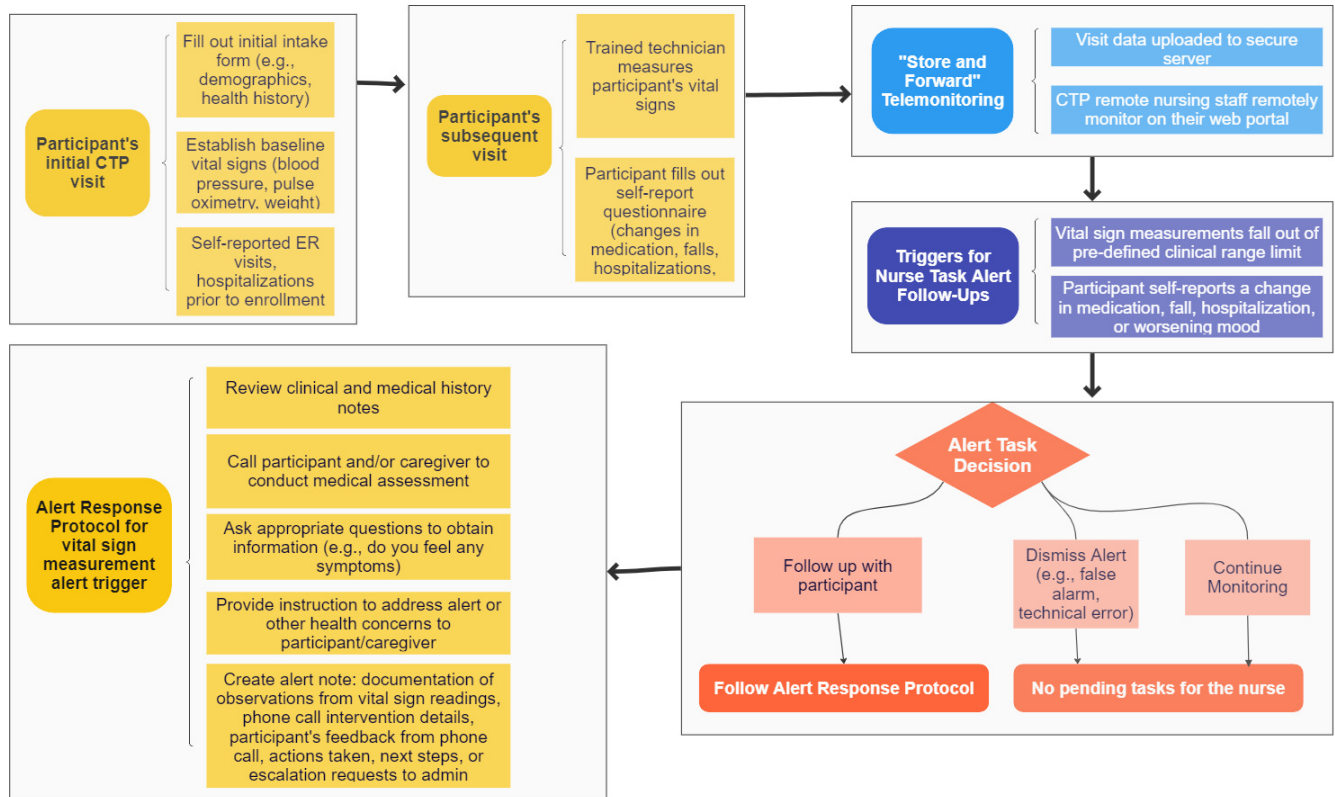 Participant's
initial CTP
visit
Fill out initial intake
form (e.g.,
demographics,
health history)
Establish baseline
vital signs (blood
pressure, pulse
oximetry, weight)
Self-reported ER
visits,
hospitalizations
prior to enrollment
Participant's
subsequent
visit
Trained technician
measures
participant's vital
signs
Participant fills out
self-report
questionnaire
(changes in
medication, falls,
hospitalizations,
"Store and
Forward"
Telemonitoring
Visit data uploaded to secure
server
CTP remote nursing staff remotely
monitor on their web portal
Triggers for
Nurse Task Alert
Follow-Ups
Vital sign measurements fall out of
pre-defined clinical range limit
Participant self-reports a change
in medication, fall, hospitalization,
or worsening mood
Alert Task
Decision
Follow up with
participant
Dismiss Alert
(e.g., false
alarm,
technical error)
Continue
Monitoring
Follow Alert Response Protocol
No pending tasks for the nurse
Alert Response
Protocol for
vital sign
measurement
alert trigger
Review clinical and medical history
notes
Call participant and/or caregiver to
conduct medical assessment
Ask appropriate questions to obtain
information (e.g., do you feel any
symptoms)
Provide instruction to address alert or
other health concerns to
participant/caregiver
Create alert note: documentation of
observations from vital sign readings,
phone call intervention details,
participant's feedback from phone
call, actions taken, next steps, or
escalation requests to admin